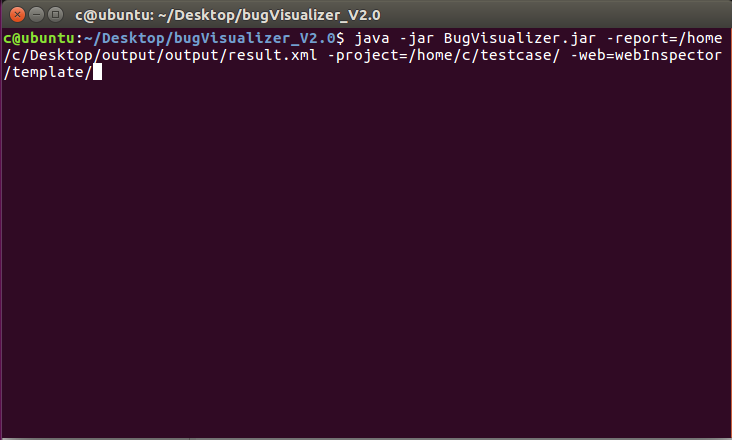 c@ubuntu: ~/Desktop/bugVisualizer_V2.0
c@ubuntu:~/Desktop/bugVisualizer_V2.0$ java -jar BugVisualizer.jar -report=/home
/c/Desktop/output/output/result.xml -project=/home/c/testcase/ -web=webInspector
/template/